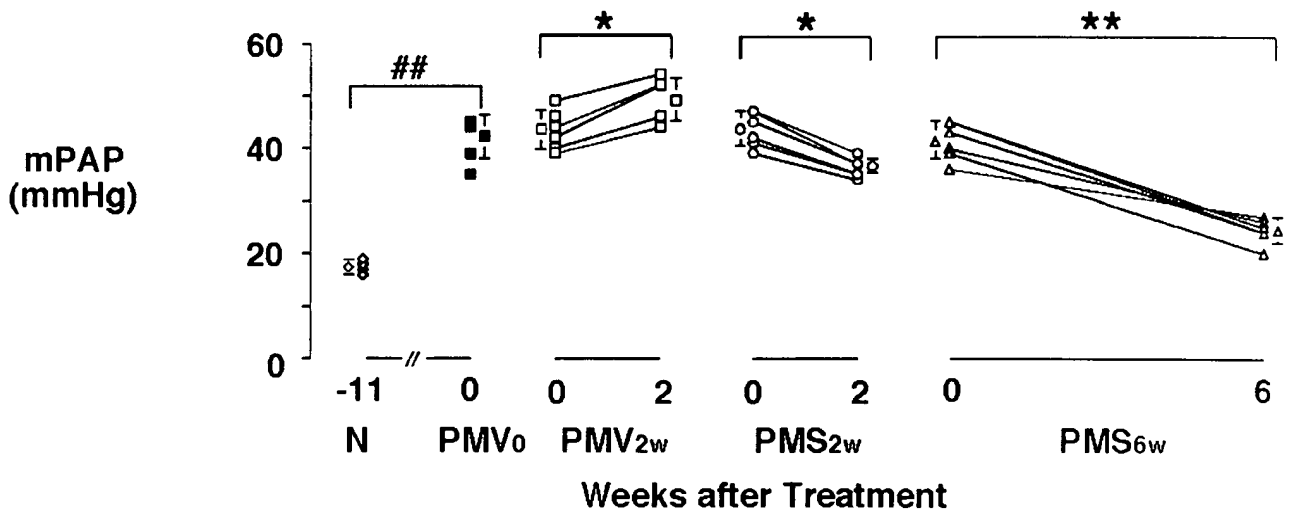 60
40
20
0
mPAP
(mmHg)
##
*
*
**
-11 // 0 0 2 0 2 0 6
N PMV0 PMV2w PMS2w PMS6w
Weeks after Treatment